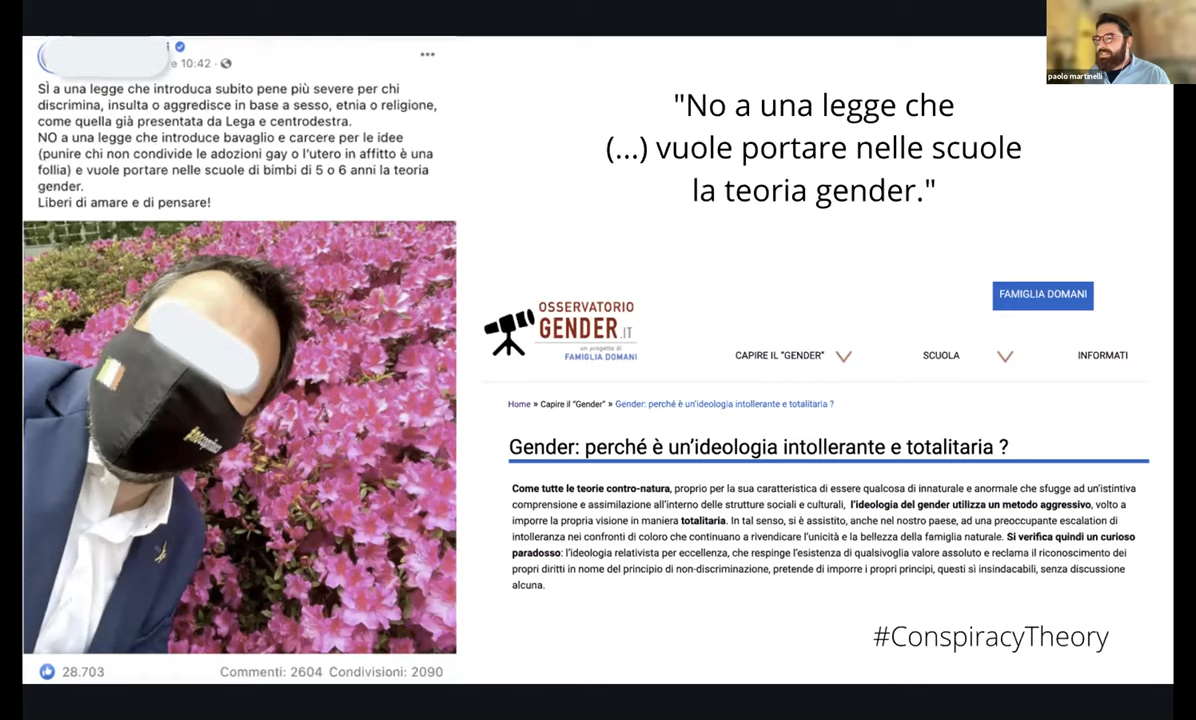 e 10:42
SÌ a una legge che introduca subito pene più severe per chi
discrimina, insulta o aggredisce in base a sesso, etnia o religione,
come quella già presentata da Lega e centrodestra.
NO a una legge che introduce bavaglio e carcere per le idee
(punire chi non condivide le adozioni gay o l'utero in affitto è una
follia) e vuole portare nelle scuole di bimbi di 5 o 6 anni la teoria
gender.
Liberi di amare e di pensare!
28.703
Commenti: 2604 Condivisioni: 2090
paolo martinelli
"No a una legge che
(...) vuole portare nelle scuole
la teoria gender."
OSSERVATORIO
GENDER.IT
un progetto di
FAMIGLIA DOMANI
FAMIGLIA DOMANI
CAPIRE IL "GENDER"
SCUOLA
INFORMATI
Home » Capire il "Gender" » Gender: perché è un'ideologia intollerante e totalitaria ?
Gender: perché è un'ideologia intollerante e totalitaria ?
Come tutte le teorie contro-natura, proprio per la sua caratteristica di essere qualcosa di innaturale e anormale che sfugge ad un'istintiva
comprensione e assimilazione all'interno delle strutture sociali e culturali, l'ideologia del gender utilizza un metodo aggressivo, volto a
imporre la propria visione in maniera totalitaria. In tal senso, si è assistito, anche nel nostro paese, ad una preoccupante escalation di
intolleranza nei confronti di coloro che continuano a rivendicare l'unicità e la bellezza della famiglia naturale. Si verifica quindi un curioso
paradosso: l'ideologia relativista per eccellenza, che respinge l'esistenza di qualsivoglia valore assoluto e reclama il riconoscimento dei
propri diritti in nome del principio di non-discriminazione, pretende di imporre i propri principi, questi sì insindacabili, senza discussione
alcuna.
#ConspiracyTheory